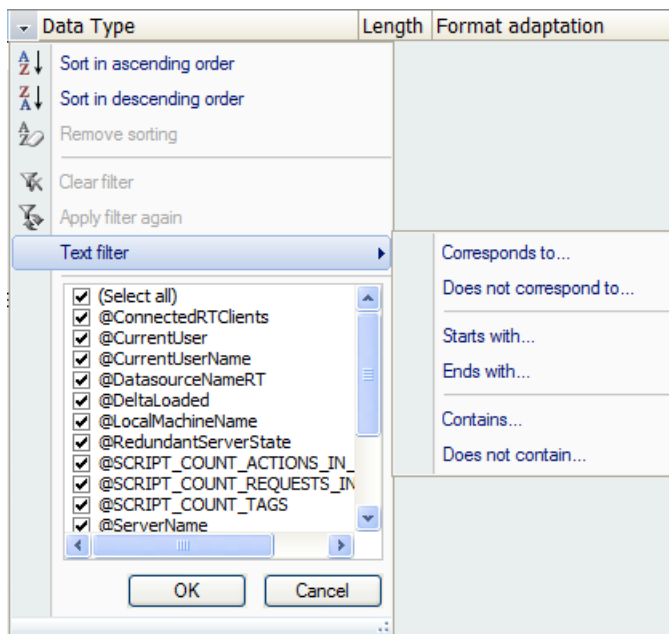 Data Type Length Format adaptation
Sort in ascending order
Sort in descending order
Remove sorting
Clear filter
Apply filter again
Text filter
Corresponds to...
Does not correspond to...
Starts with...
Ends with...
Contains...
Does not contain...
(Select all)
@ConnectedRTClients
@CurrentUser
@CurrentUserName
@DatasourceNameRT
@DeltaLoaded
@LocalMachineName
@RedundantServerState
@SCRIPT_COUNT_ACTIONS_IN_
@SCRIPT_COUNT_REQUESTS_IN
@SCRIPT_COUNT_TAGS
@ServerName
OK Cancel